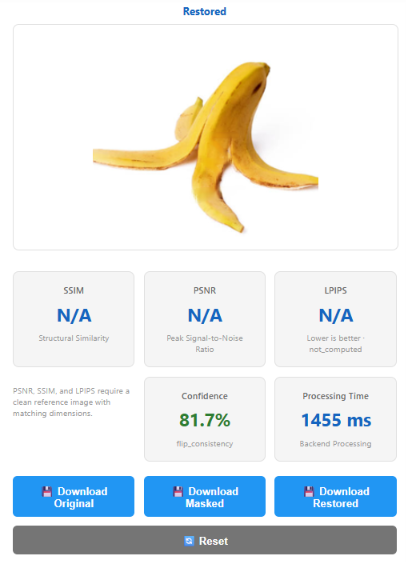 Restored
SSIM
N/A
Structural Similarity
PSNR
N/A
Peak Signal-to-Noise
Ratio
LPIPS
N/A
Lower is better -
not_computed
PSNR, SSIM, and LPIPS require a
clean reference image with
matching dimensions.
Confidence
81.7%
flip_consistency
Processing Time
1455 ms
Backend Processing
Download
Original
Download
Masked
Download
Restored
Reset